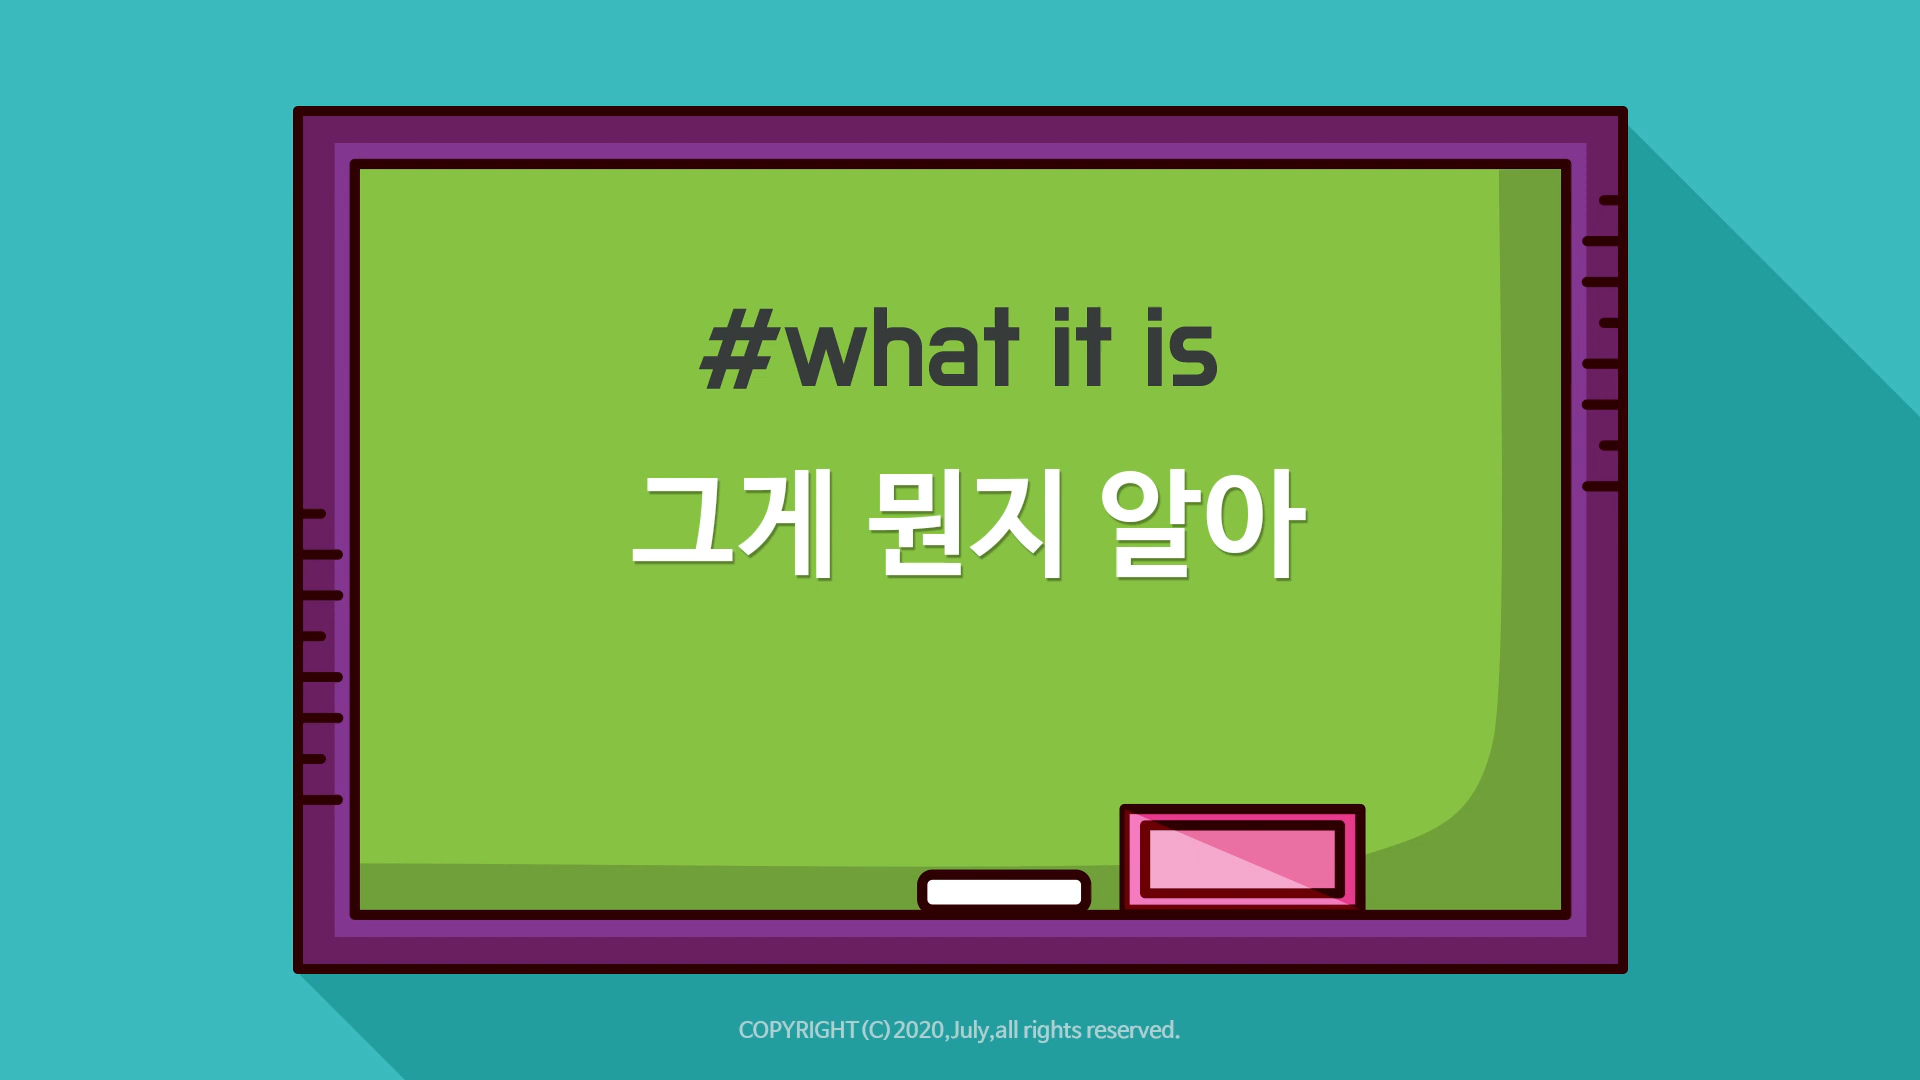 #what it is
그게 뭔지 알아
COPYRIGHT(C)2020,July,all rights reserved.